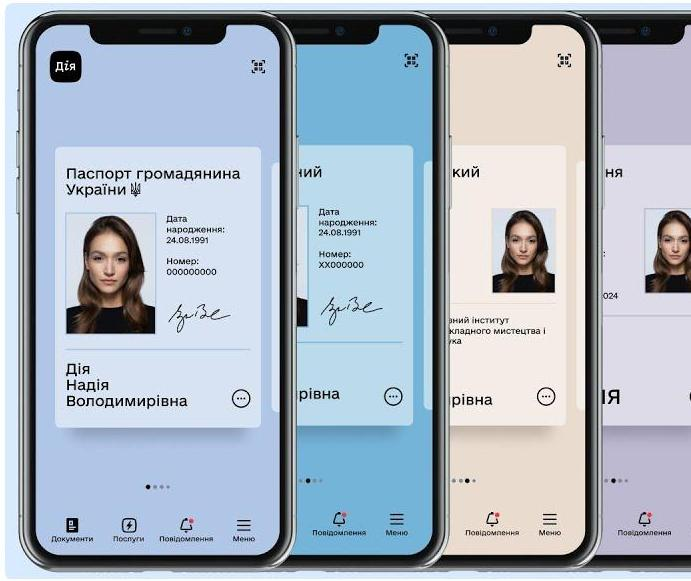 Дія
Паспорт громадянина
України
Дата
народження:
24.08.1991
Номер:
000000000
Дія
Надія
Володимирівна
Документи
Послуги
Повідомлення
Меню
ний
Дата
народження:
24.08.1991
Номер:
XX000000
ирівна
Повідомлення
Меню
кий
вний інститут
кладного мистецтва і
ука
рівна
Повідомлення
Меню
ня
:
024
ІЯ
Повідомлення